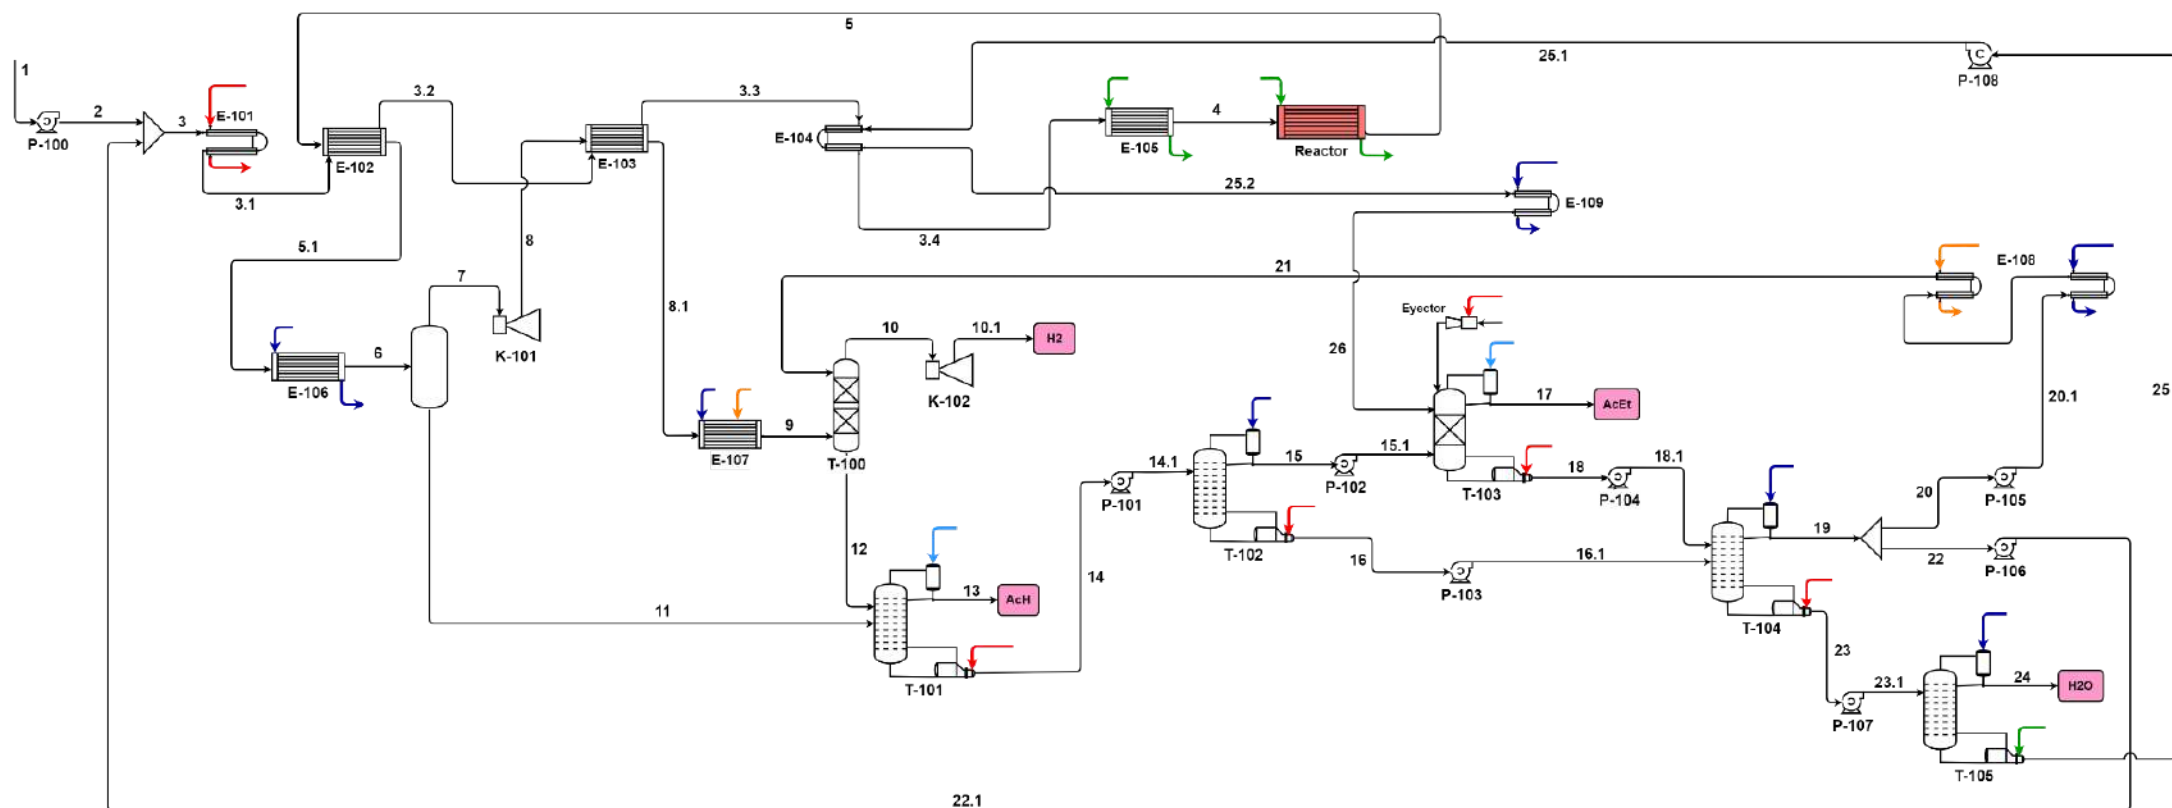 5
1
2
3
E-101
P-100
3.1
3.2
E-102
5.1
3.3
E-103
E-104
3.4
E-105
4
Reactor
25.1
P-108
25.2
E-109
E-108
21
8
7
K-101
8.1
6
E-106
10
10.1
H2
K-102
9
E-107
T-100
Eyector
26
17
AcEt
20.1
25
14.1
15
15.1
P-101
P-102
T-103
18
18.1
P-104
20
P-105
T-102
16
P-103
16.1
19
22
P-106
12
14
11
13
AcH
T-101
T-104
23
23.1
P-107
24
H2O
T-105
22.1
C
C
C
C
C
C
C
C
C